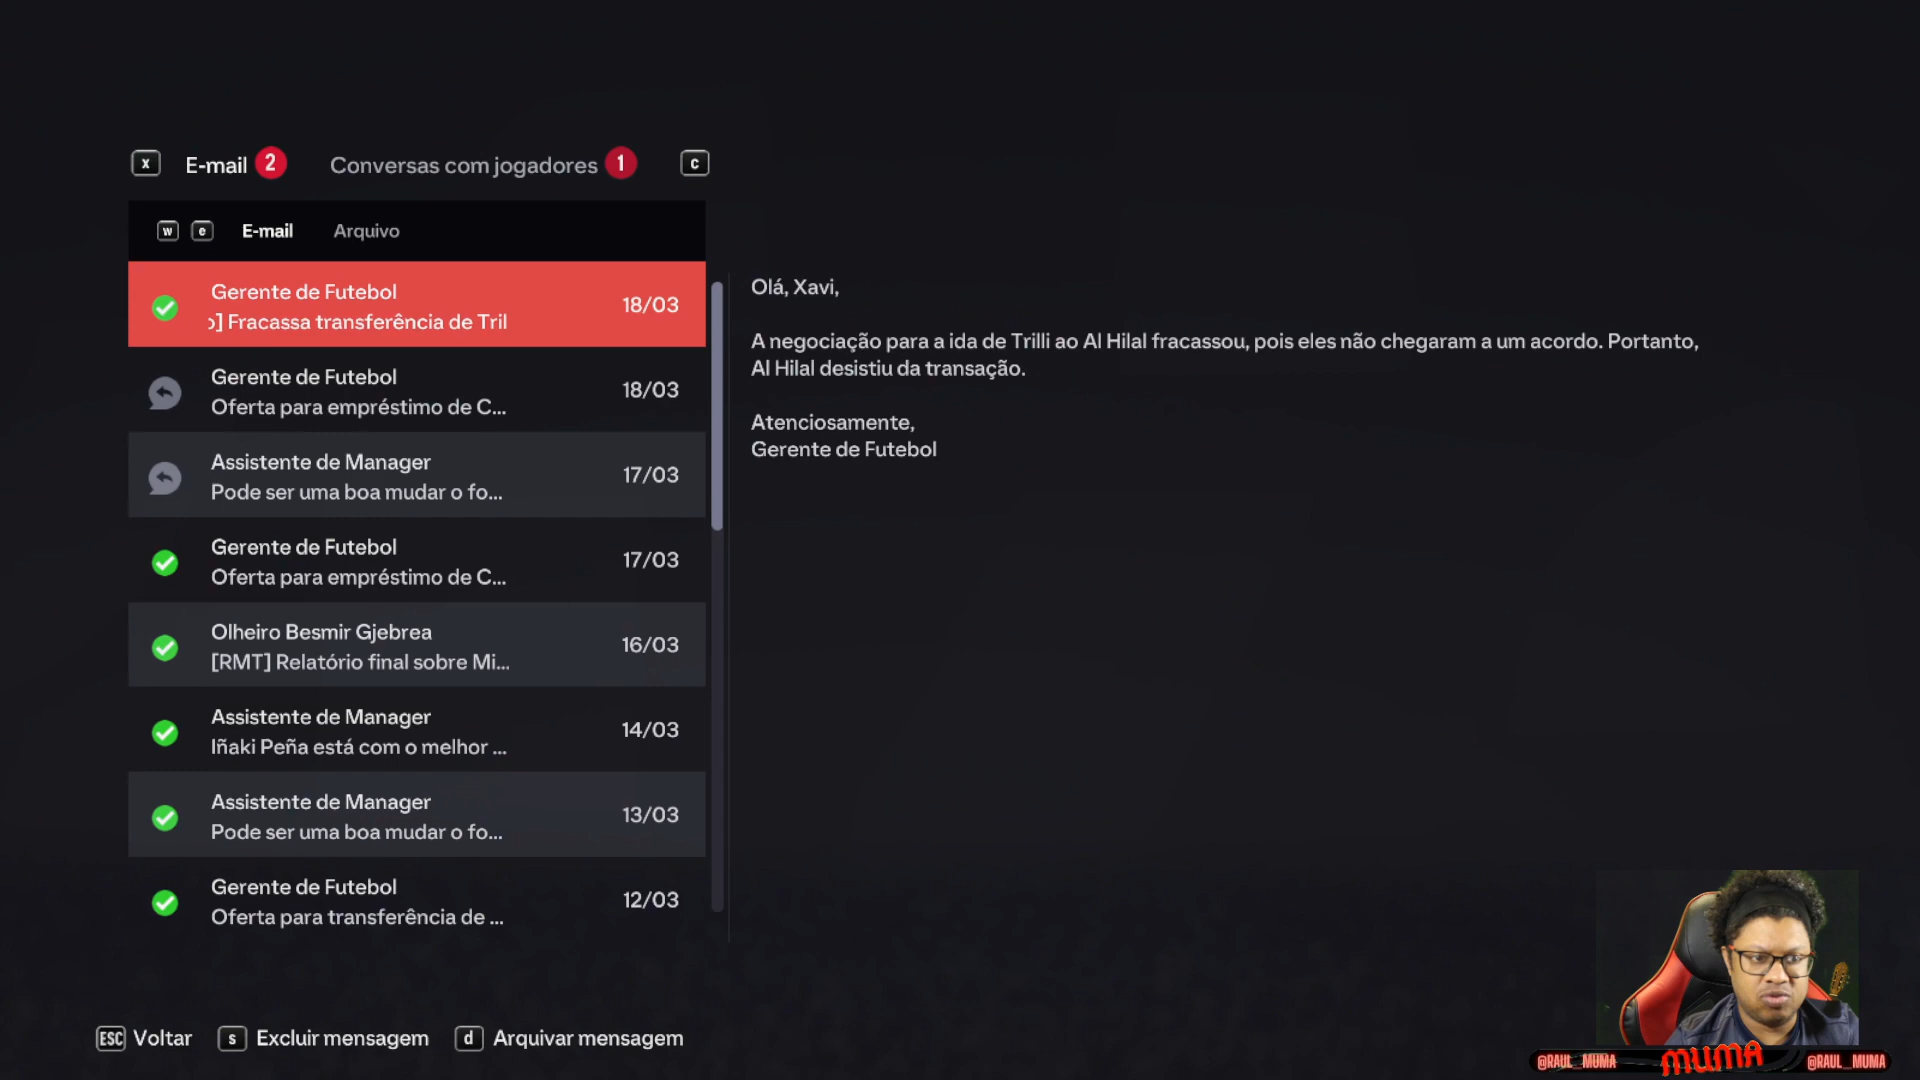 x E-mail 2 Conversas com jogadores 1 c
w e E-mail Arquivo
Gerente de Futebol
o] Fracassa transferência de Tril
18/03
Gerente de Futebol
Oferta para empréstimo de C...
18/03
Assistente de Manager
Pode ser uma boa mudar o fo...
17/03
Gerente de Futebol
Oferta para empréstimo de C...
17/03
Olheiro Besmir Gjebrea
[RMT] Relatório final sobre Mi...
16/03
Assistente de Manager
Iñaki Peña está com o melhor ...
14/03
Assistente de Manager
Pode ser uma boa mudar o fo...
13/03
Gerente de Futebol
Oferta para transferência de ...
12/03
Olá, Xavi,
A negociação para a ida de Trilli ao Al Hilal fracassou, pois eles não chegaram a um acordo. Portanto,
Al Hilal desistiu da transação.
Atenciosamente,
Gerente de Futebol
ESC Voltar s Excluir mensagem d Arquivar mensagem
@RAUL_MUMA MUMA @RAUL_MUMA